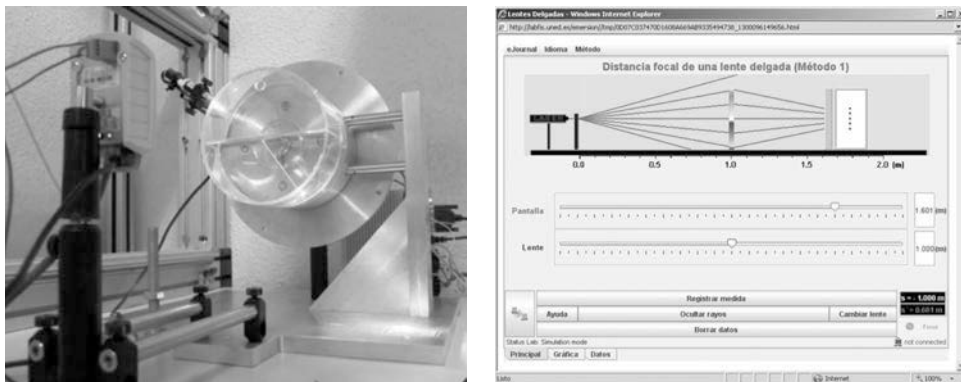 Lentes Delgadas - Windows Internet Explorer
eJournal Idioma Método
Distancia focal de una lente delgada (Método 1)
LASER
0.0 0.5 1.0 1.5 2.0 (m)
Pantalla 1.601 (m)
Lente 1.000 (m)
Registrar medida
Ayuda Ocultar rayos Cambiar lente
Borrar datos
s = - 1.000 m
Status Lab. Simulation mode
not connected
Principal Gráfica Datos
Listo Internet 100%